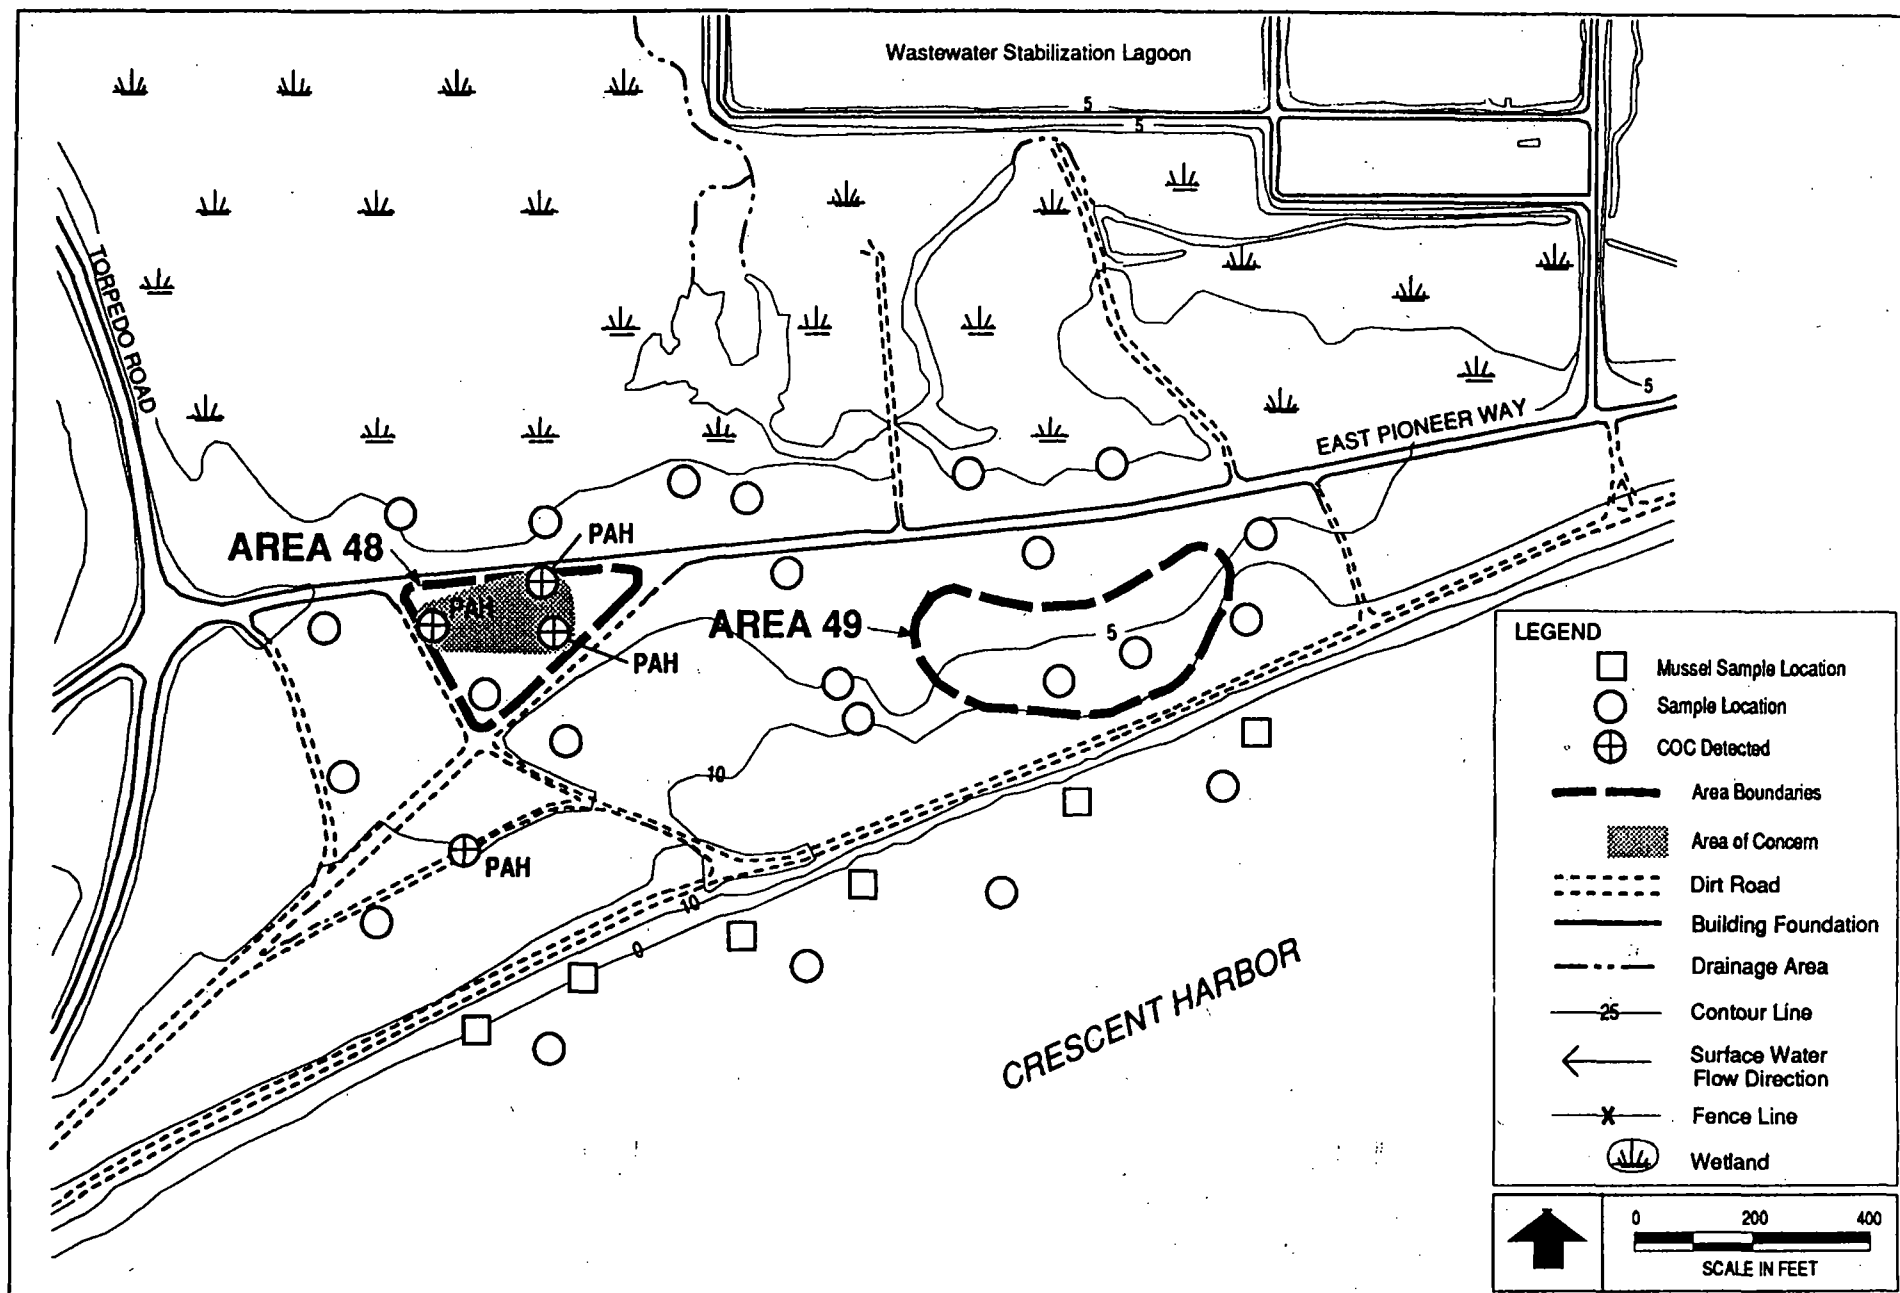 Wastewater Stabilization Lagoon
5
5
TORPEDO ROAD
5
EAST PIONEER WAY
AREA 48
PAH
PAH
PAH
AREA 49
5
10
PAH
10
0
CRESCENT HARBOR
LEGEND
Mussel Sample Location
Sample Location
COC Detected
Area Boundaries
Area of Concern
Dirt Road
Building Foundation
Drainage Area
25
Contour Line
Surface Water
Flow Direction
X
Fence Line
Wetland
0 200 400
SCALE IN FEET